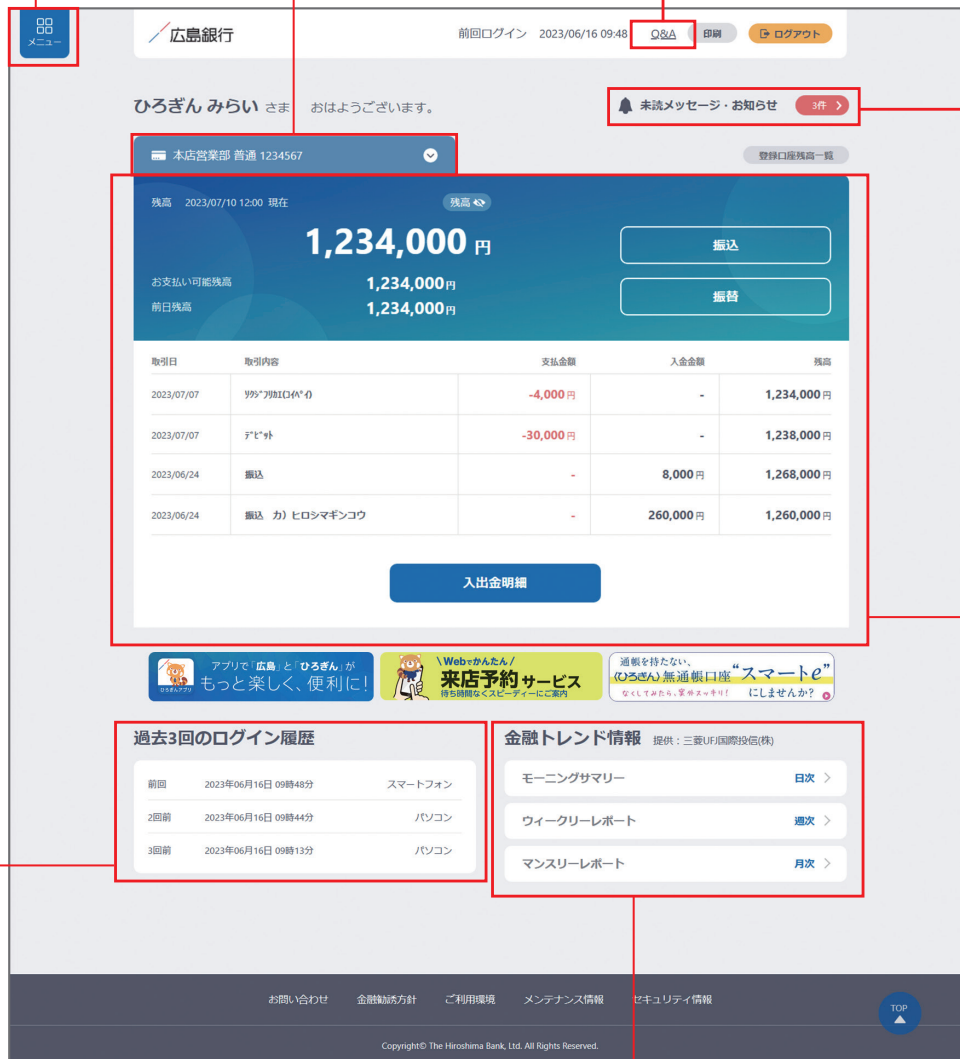 メニュー
広島銀行
前回ログイン 2023/06/16 09:48 Q&A 印刷 ログアウト
ひろぎん みらい さま おはようございます。
未読メッセージ・お知らせ 3件
本店営業部 普通 1234567
登録口座残高一覧
残高 2023/07/10 12:00 現在 残高
1,234,000 円
振込
お支払い可能残高 1,234,000円
前日残高 1,234,000円
振替
取引日 取引内容 支払金額 入金金額 残高
2023/07/07 -4,000円 - 1,234,000円
2023/07/07 ﾃﾞﾋﾞｯﾄ -30,000円 - 1,238,000円
2023/06/24 振込 - 8,000円 1,268,000円
2023/06/24 振込 カ）ヒロシマギンコウ - 260,000円 1,260,000円
入出金明細
アプリで「広島」と「ひろぎん」が
もっと楽しく、便利に!
ひろぎんアプリ
\Webでかんたん/
来店予約サービス
待ち時間なくスピーディーにご案内
通帳を持たない、
〈ひろぎん〉無通帳口座 “スマートe”
なくしてみたら、案外スッキリ! にしませんか?
過去3回のログイン履歴
前回 2023年06月16日 09時48分 スマートフォン
2回前 2023年06月16日 09時44分 パソコン
3回前 2023年06月16日 09時13分 パソコン
金融トレンド情報 提供：三菱UFJ国際投信(株)
モーニングサマリー 日次
ウィークリーレポート 週次
マンスリーレポート 月次
お問い合わせ 金融勧誘方針 ご利用環境 メンテナンス情報 セキュリティ情報
TOP
Copyright© The Hiroshima Bank, Ltd. All Rights Reserved.